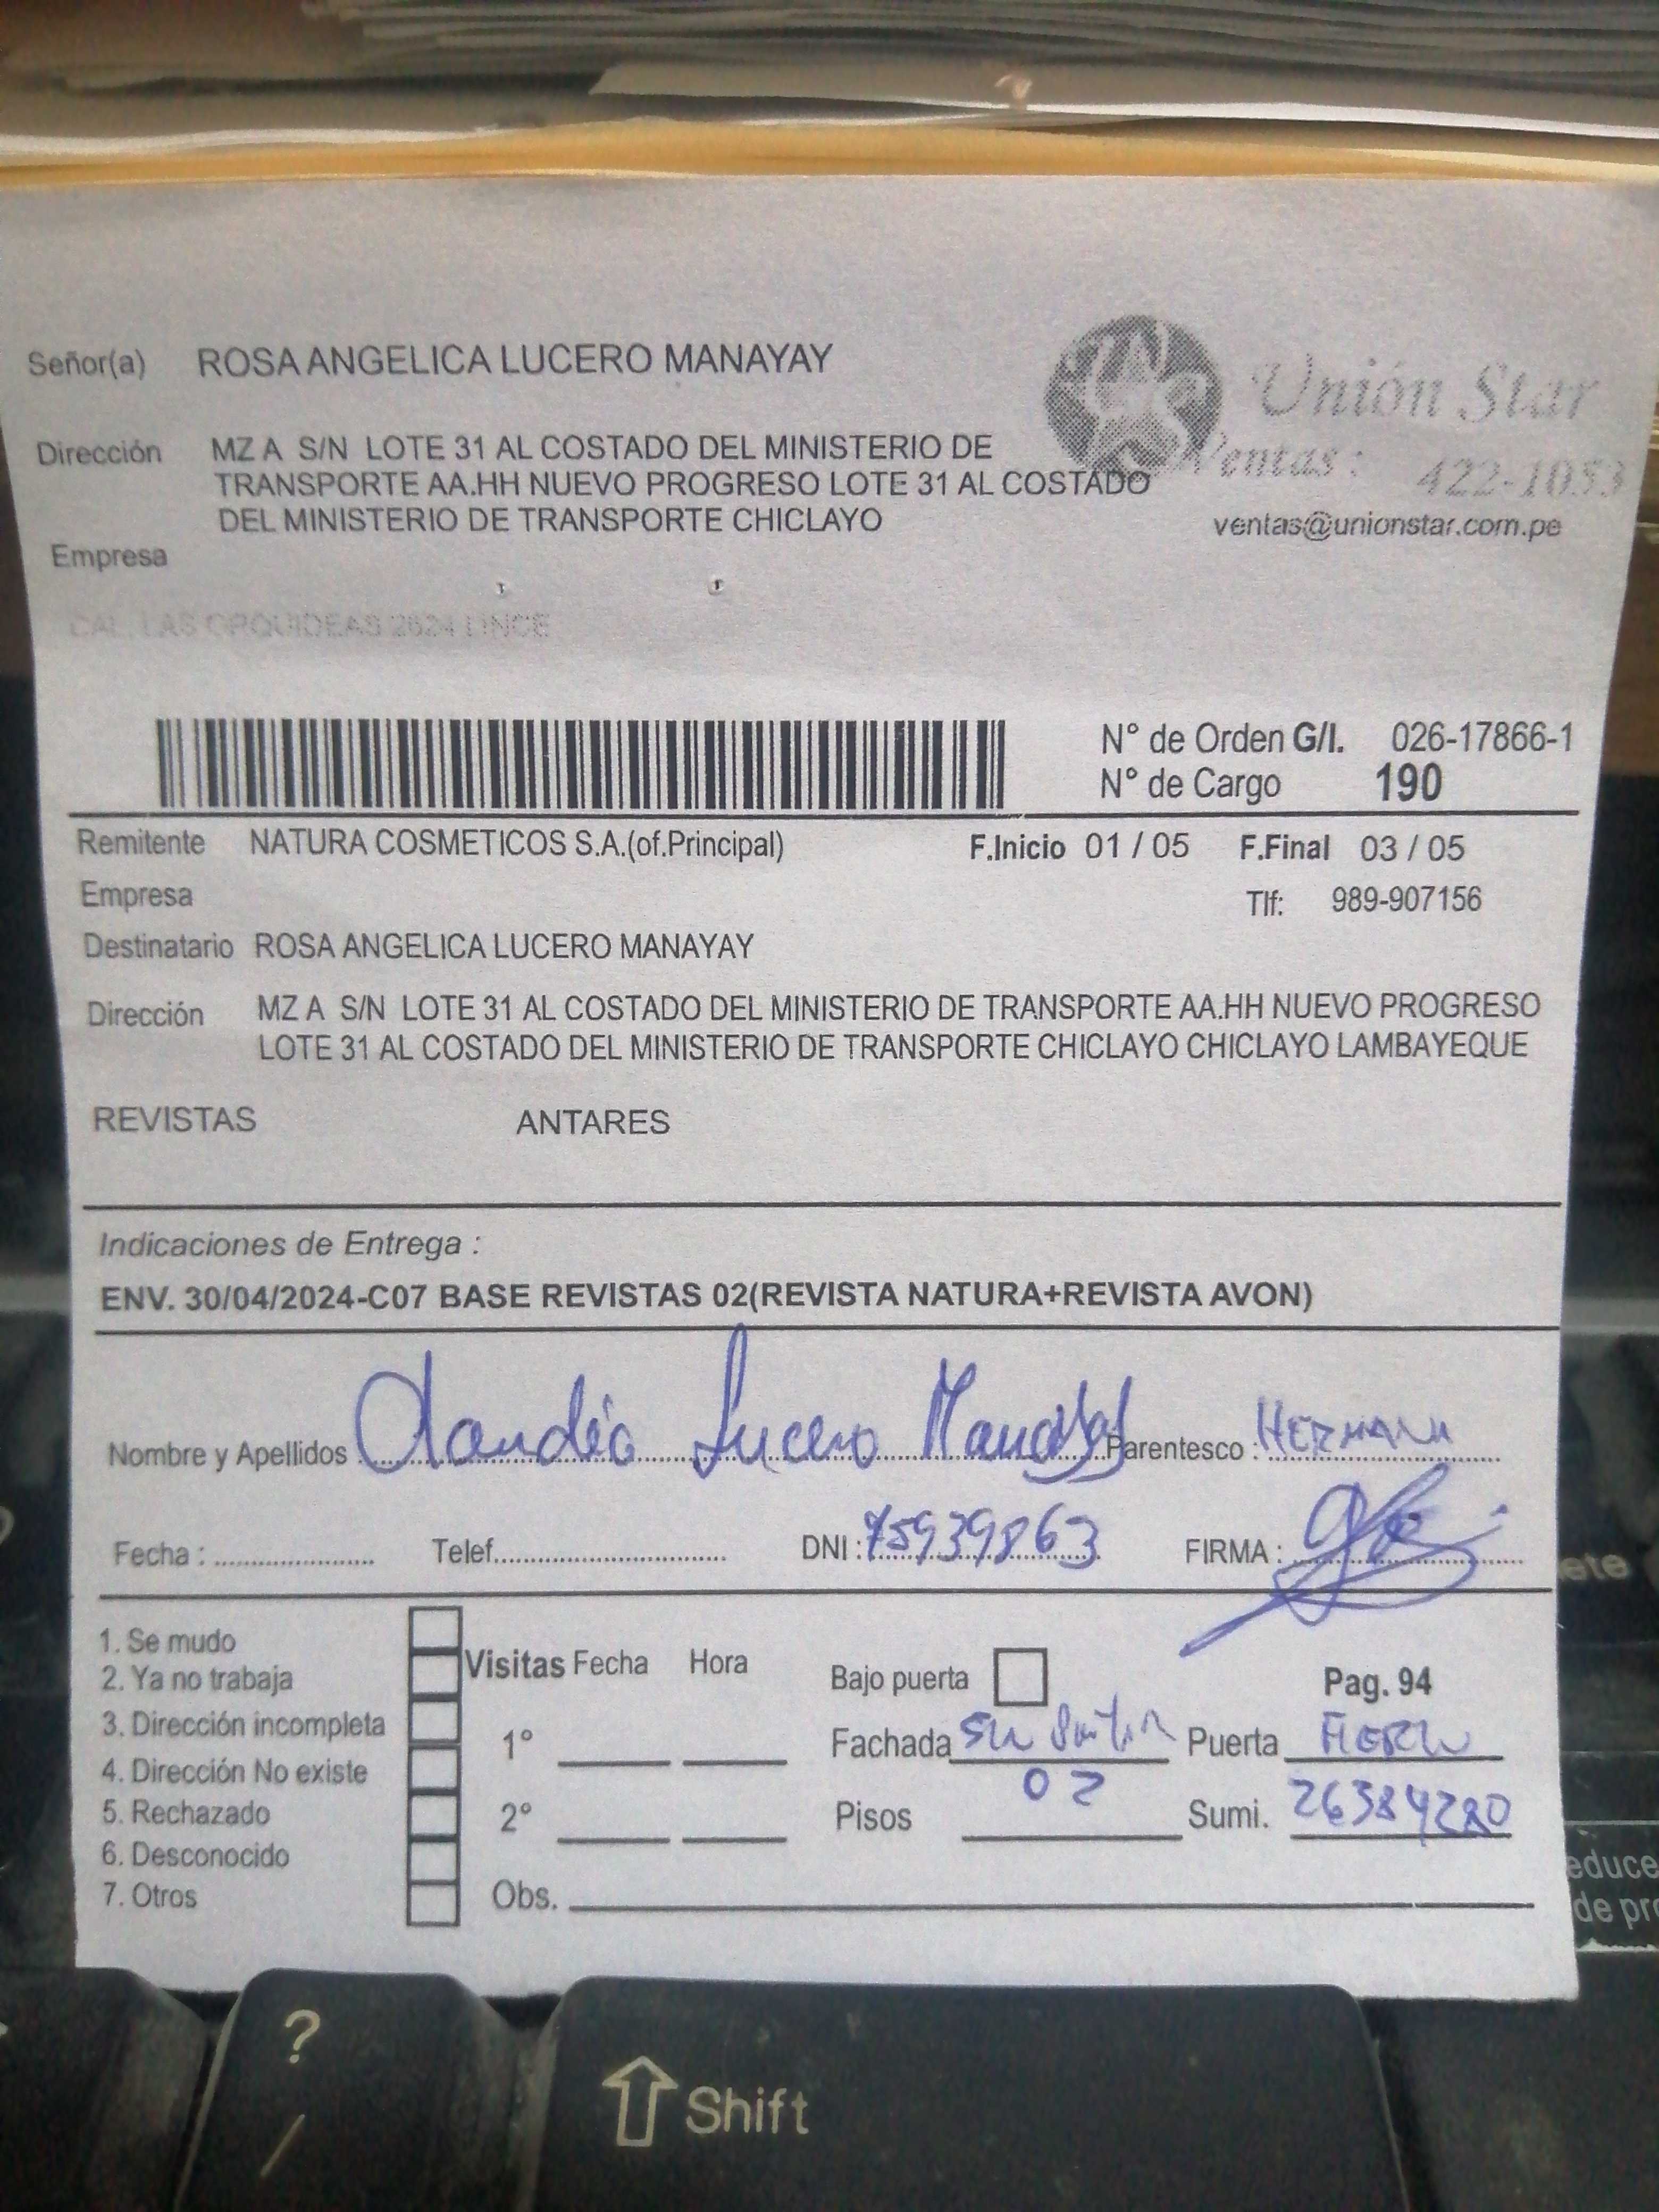 Señor(a) ROSA ANGELICA LUCERO MANAYAY
Unión Star
Ventas : 422-1053
ventas@unionstar.com.pe
Dirección MZ A S/N LOTE 31 AL COSTADO DEL MINISTERIO DE
TRANSPORTE AA.HH NUEVO PROGRESO LOTE 31 AL COSTADO
DEL MINISTERIO DE TRANSPORTE CHICLAYO
Empresa
CAL. LAS ORQUIDEAS 2624 LINCE
N° de Orden G/I. 026-17866-1
N° de Cargo 190
Remitente NATURA COSMETICOS S.A.(of.Principal) F.Inicio 01 / 05 F.Final 03 / 05
Empresa Tlf: 989-907156
Destinatario ROSA ANGELICA LUCERO MANAYAY
Dirección MZ A S/N LOTE 31 AL COSTADO DEL MINISTERIO DE TRANSPORTE AA.HH NUEVO PROGRESO
LOTE 31 AL COSTADO DEL MINISTERIO DE TRANSPORTE CHICLAYO CHICLAYO LAMBAYEQUE
REVISTAS ANTARES
Indicaciones de Entrega :
ENV. 30/04/2024-C07 BASE REVISTAS 02(REVISTA NATURA+REVISTA AVON)
Nombre y Apellidos Claudia Lucero Manayay Parentesco : HERMANA
Fecha : Telef. DNI : 75939863 FIRMA :
1. Se mudo
2. Ya no trabaja
3. Dirección incompleta
4. Dirección No existe
5. Rechazado
6. Desconocido
7. Otros
Visitas Fecha Hora
1°
2°
Obs.
Bajo puerta Pag. 94
Fachada Sin Puerta
Pisos 02 Sumi. 26384280
?
/
Shift